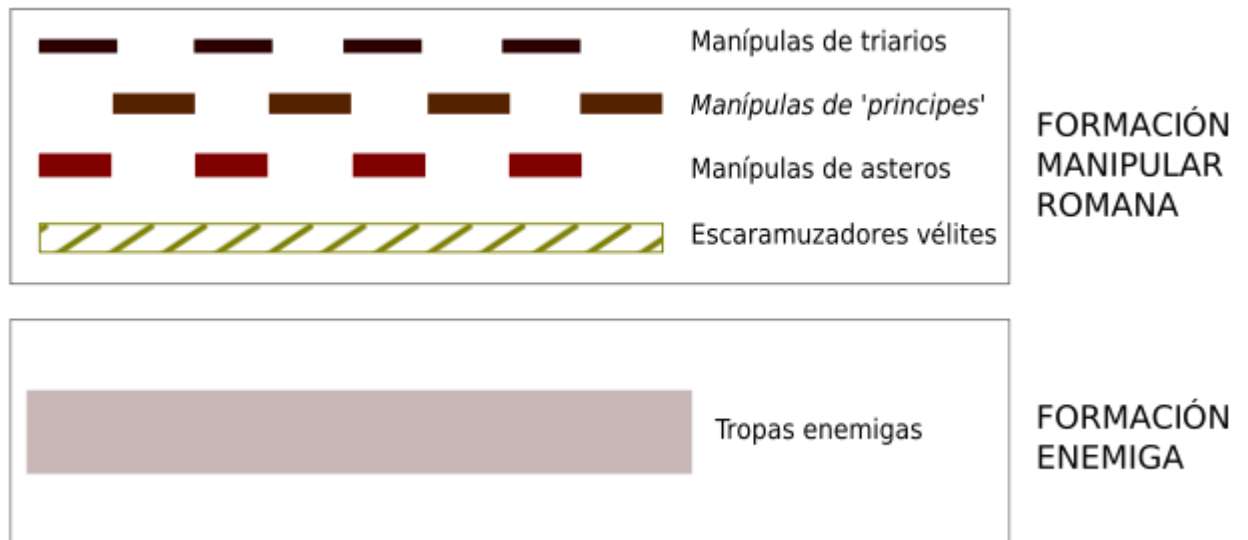 Manípulas de triarios
Manípulas de 'principes'
Manípulas de asteros
Escaramuzadores vélites
FORMACIÓN
MANIPULAR
ROMANA
Tropas enemigas
FORMACIÓN
ENEMIGA